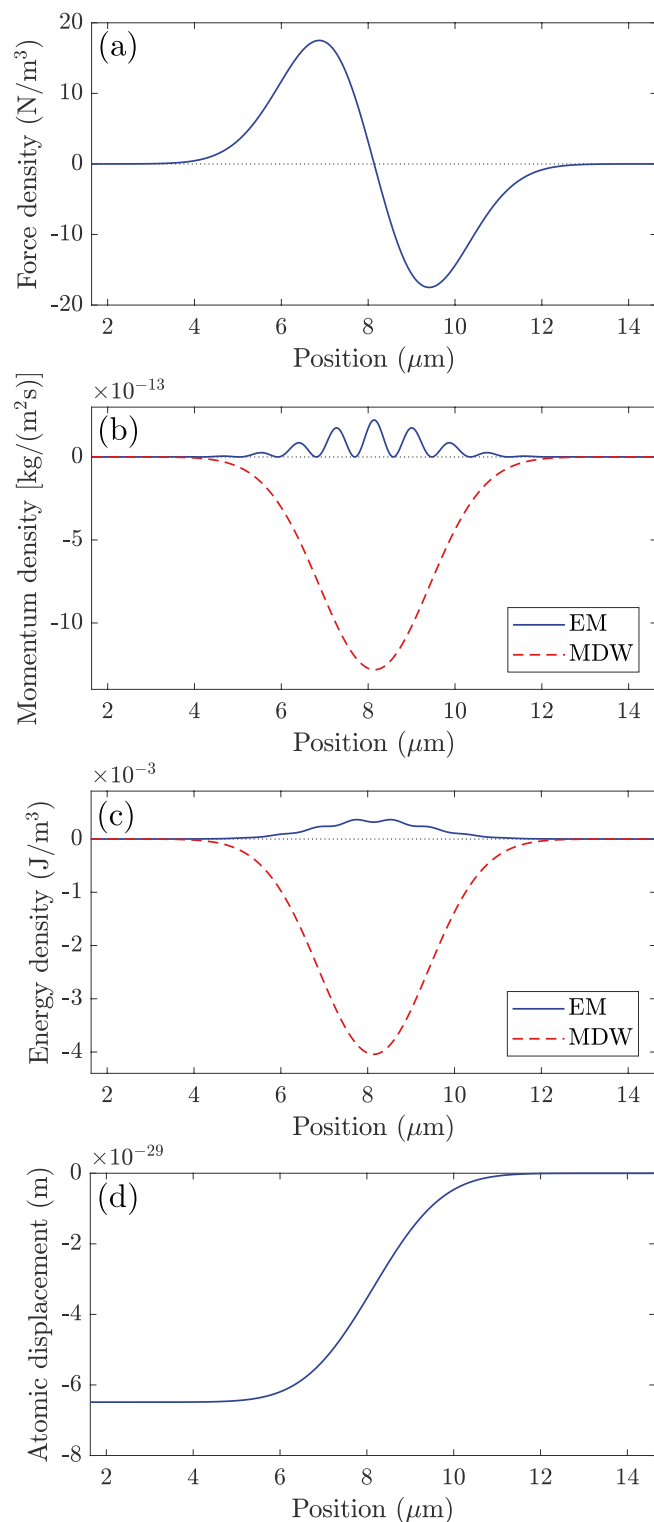 (a)
Force density (N/m³)
20
10
0
-10
-20
2 4 6 8 10 12 14
Position (μm)
×10⁻¹³
(b)
Momentum density [kg/(m²s)]
0
-5
-10
EM
MDW
2 4 6 8 10 12 14
Position (μm)
×10⁻³
(c)
Energy density (J/m³)
0
-1
-2
-3
-4
EM
MDW
2 4 6 8 10 12 14
Position (μm)
×10⁻²⁹
(d)
Atomic displacement (m)
0
-2
-4
-6
-8
2 4 6 8 10 12 14
Position (μm)